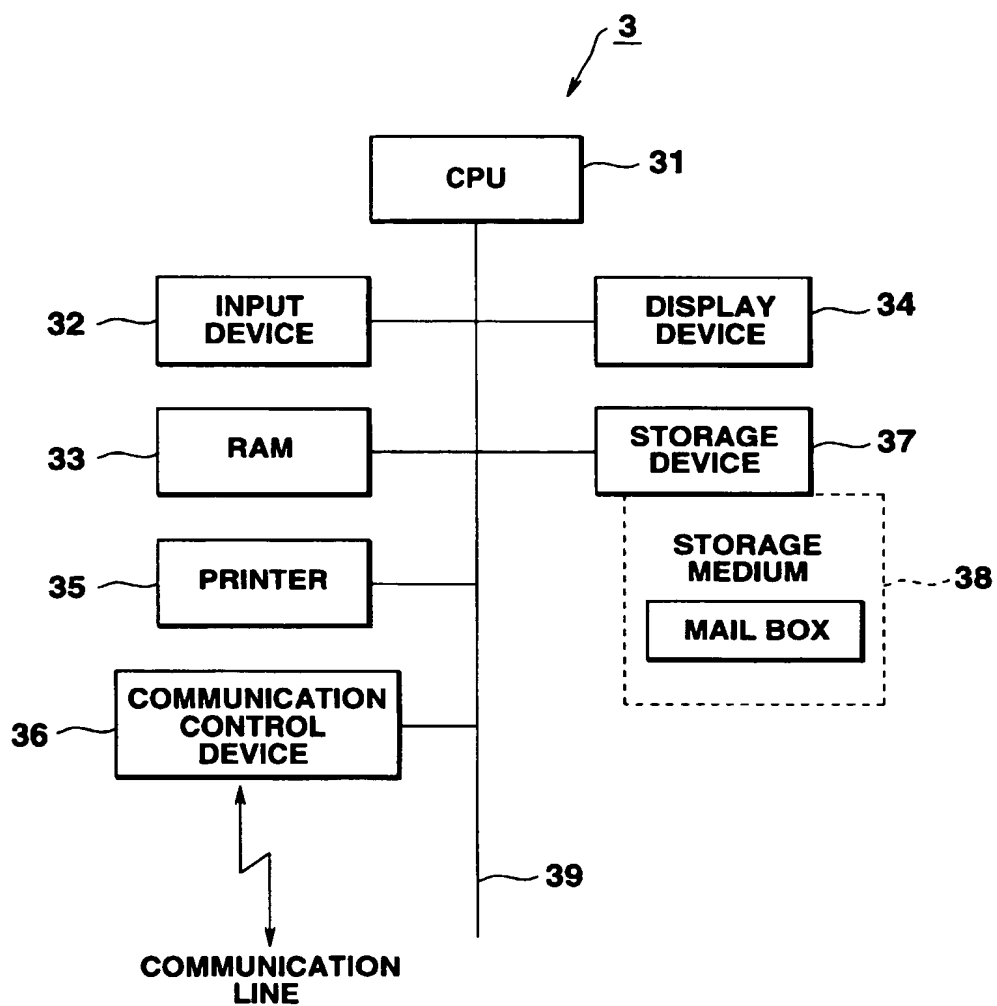 3
CPU
31
INPUT
DEVICE
32
DISPLAY
DEVICE
34
RAM
33
STORAGE
DEVICE
37
STORAGE
MEDIUM
38
MAIL BOX
PRINTER
35
COMMUNICATION
CONTROL
DEVICE
36
39
COMMUNICATION
LINE